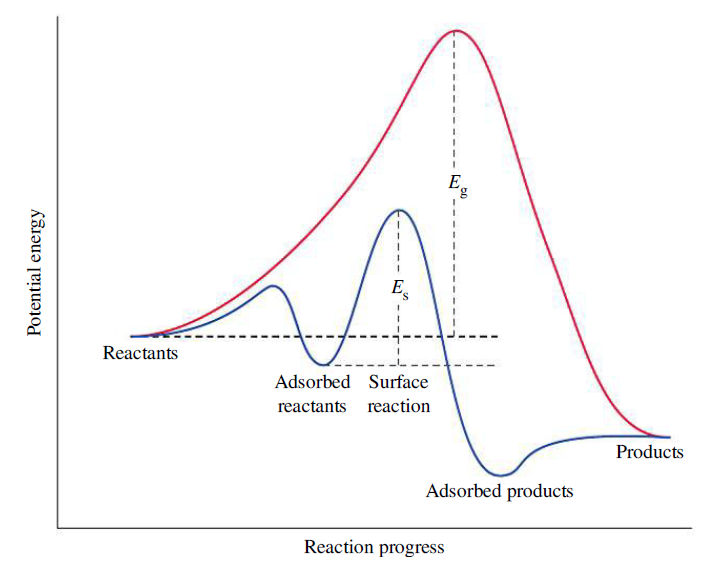 Potential energy
E_g
E_s
Reactants
Adsorbed
reactants
Surface
reaction
Products
Adsorbed products
Reaction progress